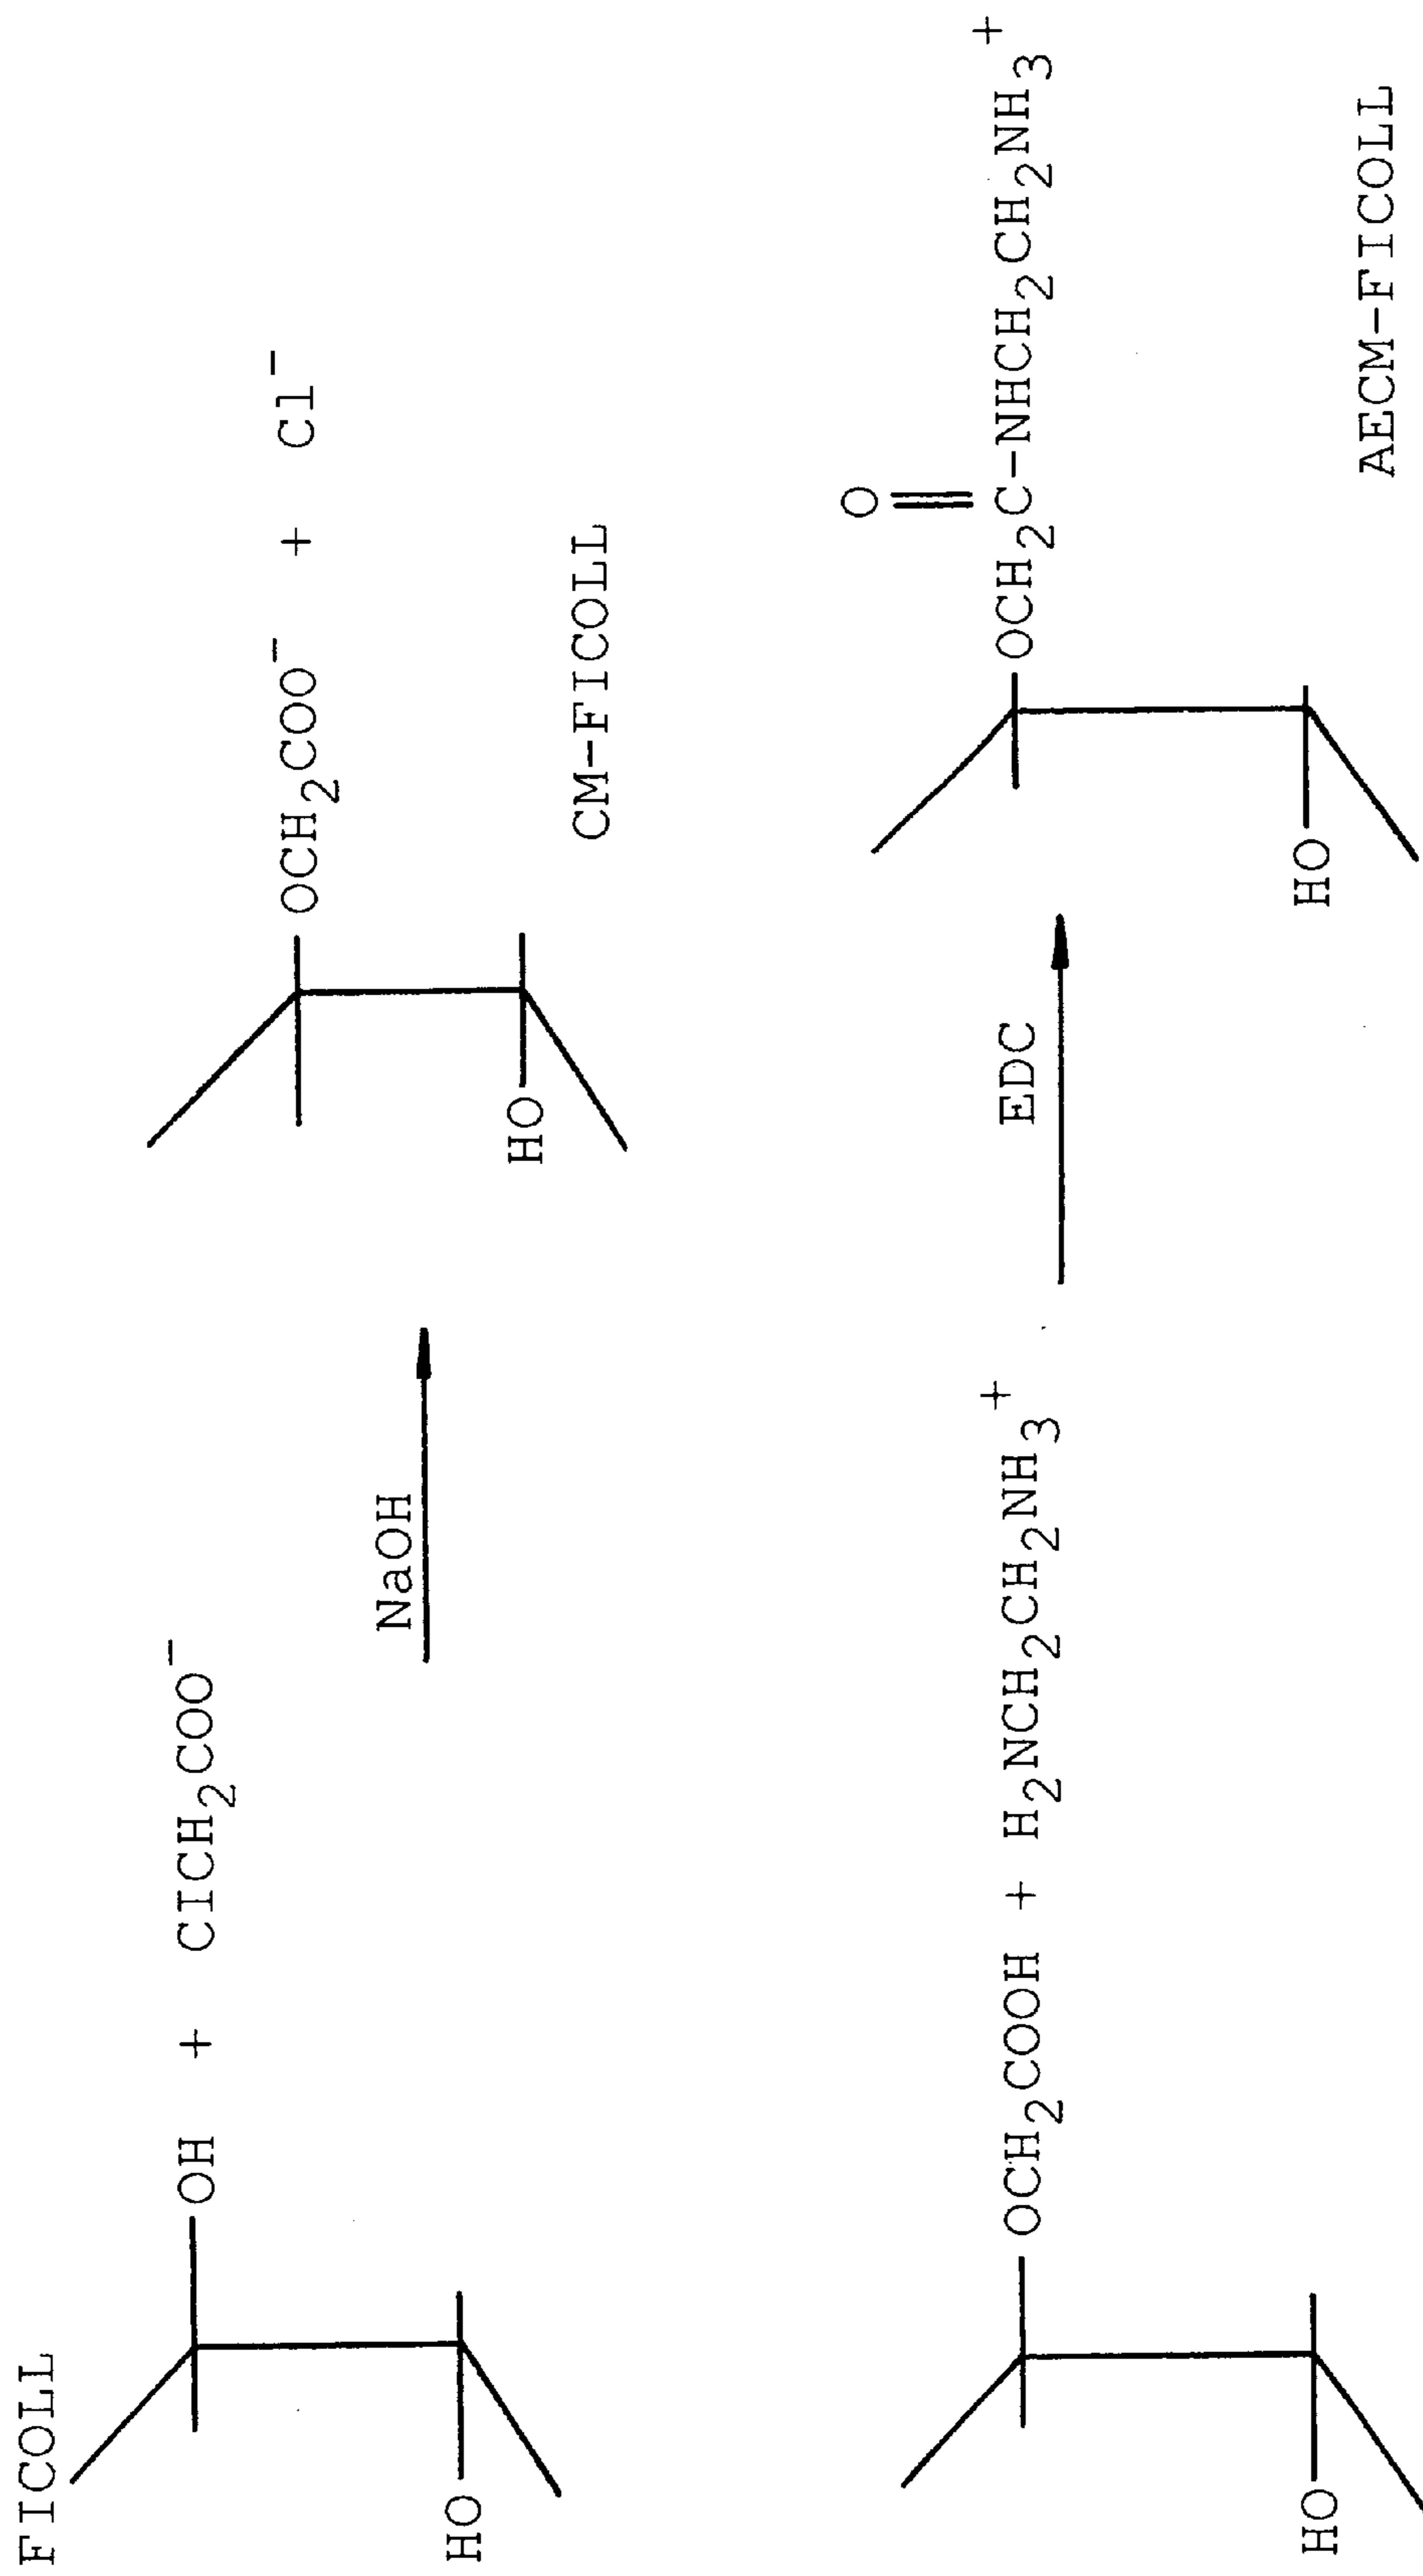 FICOLL
OH + ClCH2COO-
HO
NaOH
OCH2COO- + Cl-
HO
CM-FICOLL
OCH2COOH + H2NCH2CH2NH3+
HO
EDC
O
OCH2C-NHCH2CH2NH3+
HO
AECM-FICOLL